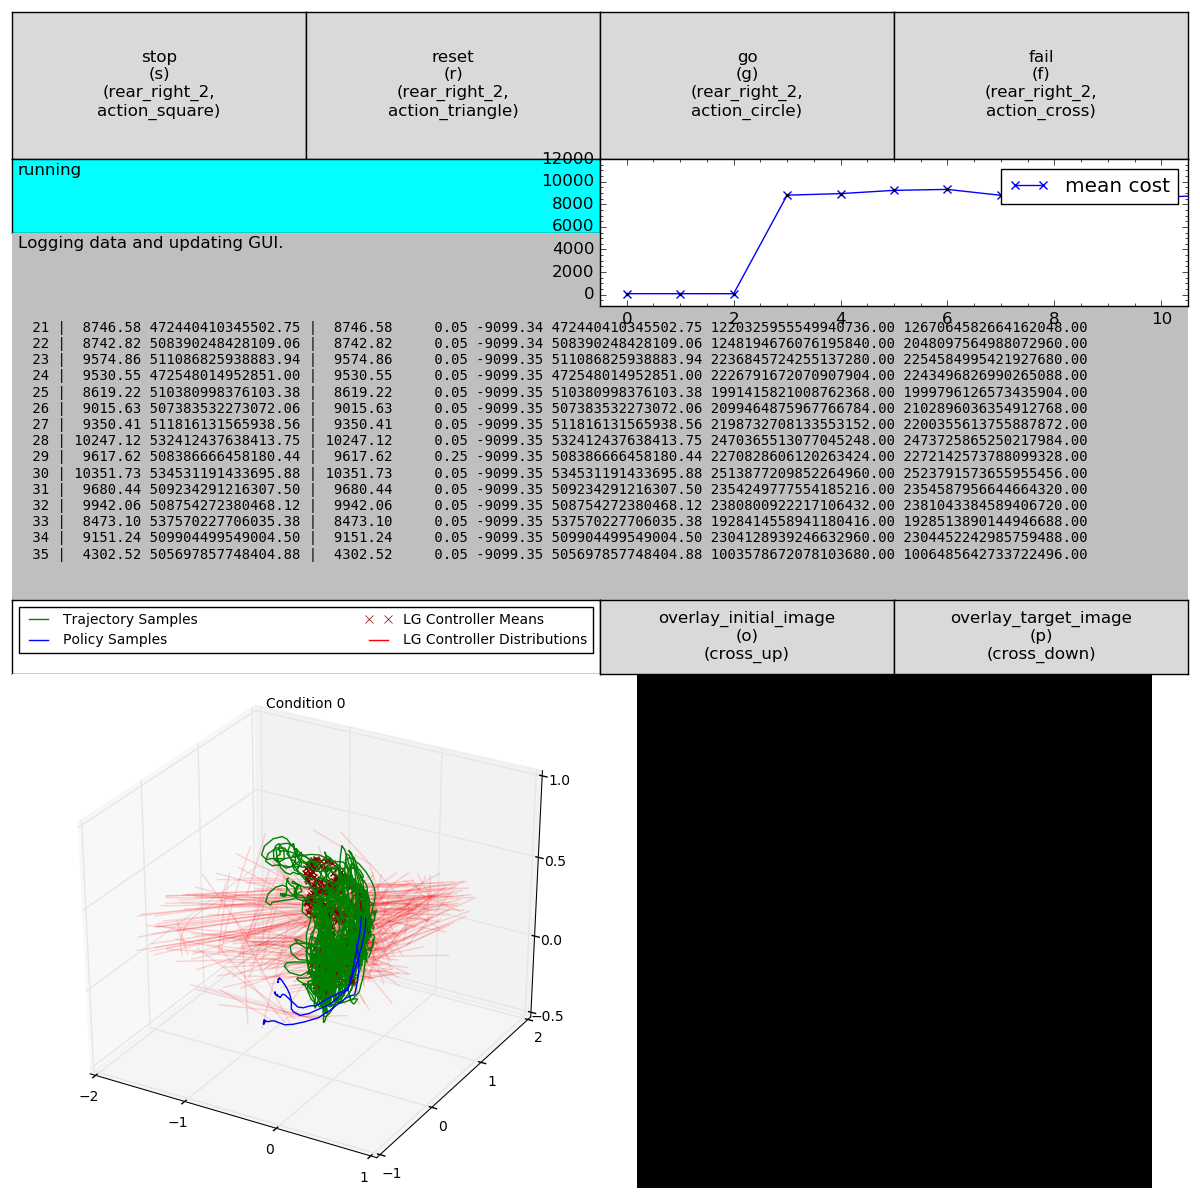 stop
(s)
(rear_right_2,
action_square)
reset
(r)
(rear_right_2,
action_triangle)
go
(g)
(rear_right_2,
action_circle)
fail
(f)
(rear_right_2,
action_cross)
running
Logging data and updating GUI.
12000
10000
8000
6000
4000
2000
0
mean cost
0 2 4 6 8 10
21 | 8746.58 472440410345502.75 | 8746.58 0.05 -9099.34 472440410345502.75 1220325955549940736.00 1267064582664162048.00
22 | 8742.82 508390248428109.06 | 8742.82 0.05 -9099.34 508390248428109.06 1248194676076195840.00 2048097564988072960.00
23 | 9574.86 511086825938883.94 | 9574.86 0.05 -9099.35 511086825938883.94 2236845724255137280.00 2254584995421927680.00
24 | 9530.55 472548014952851.00 | 9530.55 0.05 -9099.35 472548014952851.00 2226791672070907904.00 2243496826990265088.00
25 | 8619.22 510380998376103.38 | 8619.22 0.05 -9099.35 510380998376103.38 1991415821008762368.00 1999796126573435904.00
26 | 9015.63 507383532273072.06 | 9015.63 0.05 -9099.35 507383532273072.06 2099464875967766784.00 2102896036354912768.00
27 | 9350.41 511816131565938.56 | 9350.41 0.05 -9099.35 511816131565938.56 2198732708133553152.00 2200355613755887872.00
28 | 10247.12 532412437638413.75 | 10247.12 0.05 -9099.35 532412437638413.75 2470365513077045248.00 2473725865250217984.00
29 | 9617.62 508386666458180.44 | 9617.62 0.25 -9099.35 508386666458180.44 2270828606120263424.00 2272142573788099328.00
30 | 10351.73 534531191433695.88 | 10351.73 0.05 -9099.35 534531191433695.88 2513877209852264960.00 2523791573655955456.00
31 | 9680.44 509234291216307.50 | 9680.44 0.05 -9099.35 509234291216307.50 2354249777554185216.00 2354587956644664320.00
32 | 9942.06 508754272380468.12 | 9942.06 0.05 -9099.35 508754272380468.12 2380800922217106432.00 2381043384589406720.00
33 | 8473.10 537570227706035.38 | 8473.10 0.05 -9099.35 537570227706035.38 1928414558941180416.00 1928513890144946688.00
34 | 9151.24 509904499549004.50 | 9151.24 0.05 -9099.35 509904499549004.50 2304128939246632960.00 2304452242985759488.00
35 | 4302.52 505697857748404.88 | 4302.52 0.05 -9099.35 505697857748404.88 1003578672078103680.00 1006485642733722496.00
Trajectory Samples
Policy Samples
LG Controller Means
LG Controller Distributions
overlay_initial_image
(o)
(cross_up)
overlay_target_image
(p)
(cross_down)
Condition 0
1.0
0.5
0.0
−0.5
2
1
0
−1
−2
−1
0
1